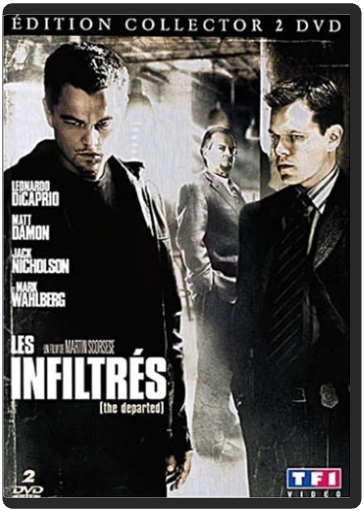 ÉDITION COLLECTOR 2 DVD
LEONARDO
DiCAPRIO
MATT
DAMON
JACK
NICHOLSON
MARK
WAHLBERG
LES
UN FILM DE MARTIN SCORSESE
INFILTRÉS
(the departed)
2
DVD
TF1
VIDÉO